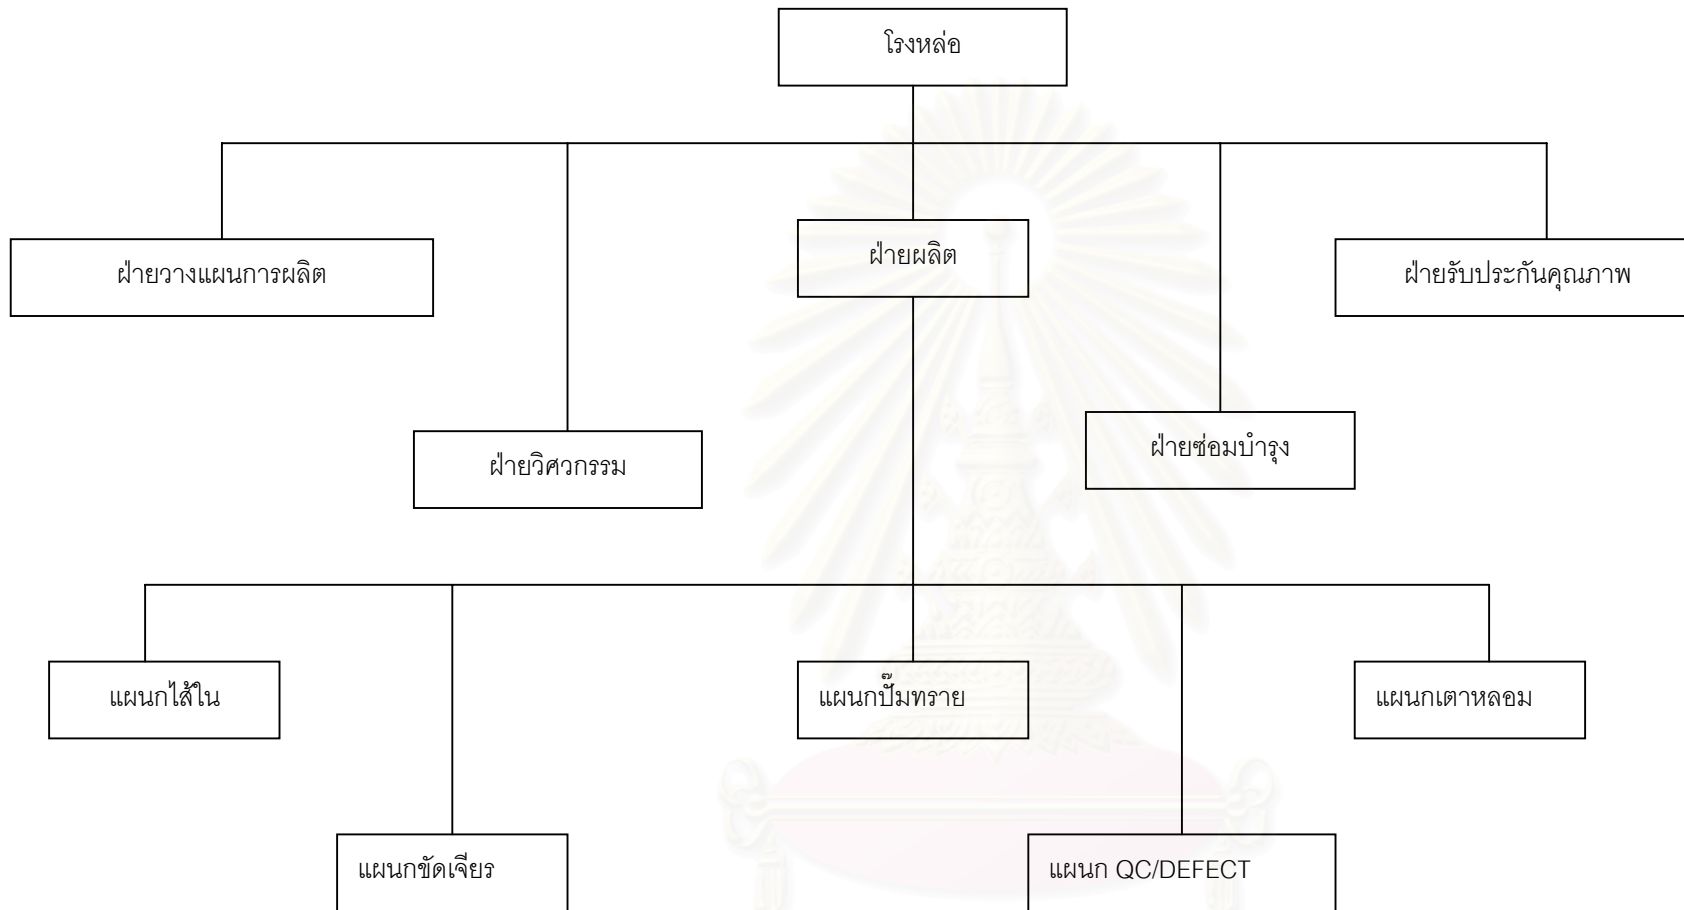 โรงหล่อ
ฝ่ายวางแผนการผลิต
ฝ่ายผลิต
ฝ่ายรับประกันคุณภาพ
ฝ่ายวิศวกรรม
ฝ่ายซ่อมบำรุง
แผนกไส้ใน
แผนกปั๊มทราย
แผนกเตาหลอม
แผนกขัดเจียร
แผนก QC/DEFECT